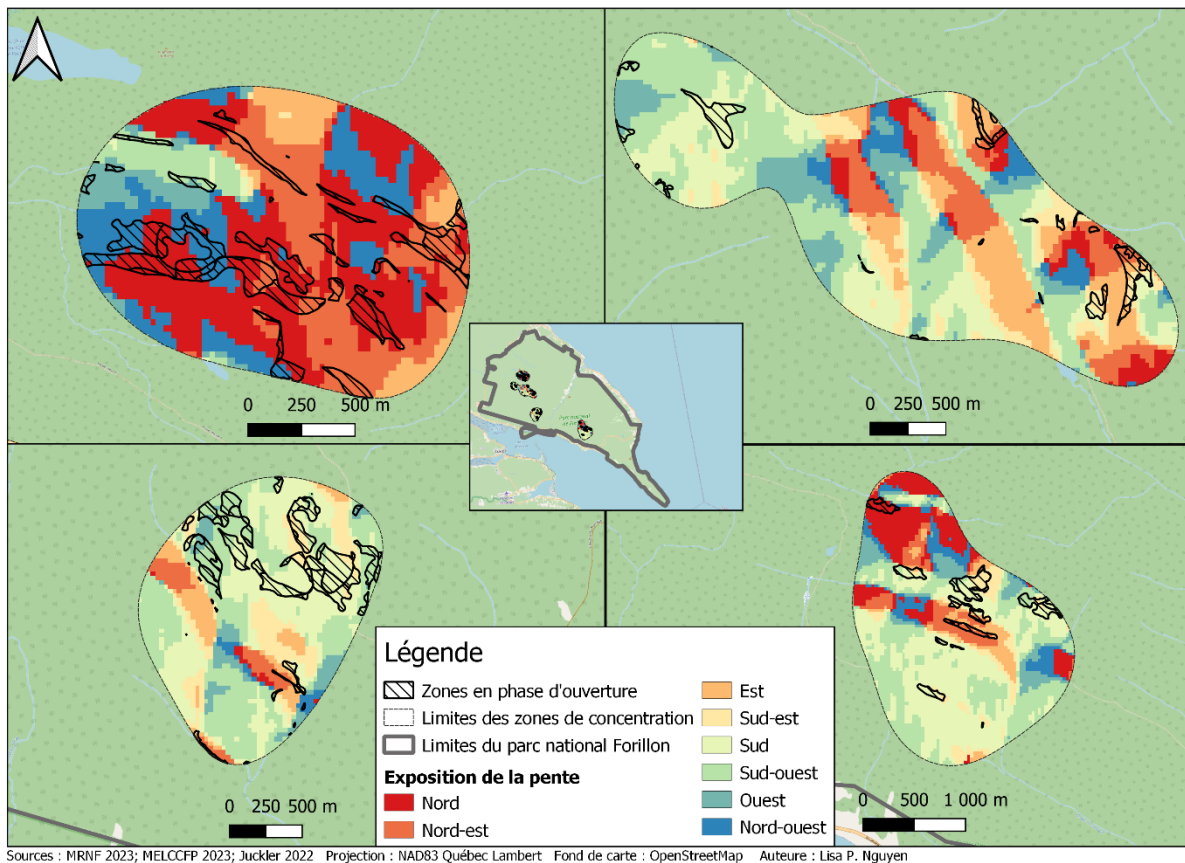 0 250 500 m
0 250 500 m
0 250 500 m
0 500 1 000 m
Légende
Zones en phase d'ouverture
Limites des zones de concentration
Limites du parc national Forillon
Exposition de la pente
Nord
Nord-est
Est
Sud-est
Sud
Sud-ouest
Ouest
Nord-ouest
Sources : MRNF 2023; MELCCFP 2023; Juckler 2022 Projection : NAD83 Québec Lambert Fond de carte : OpenStreetMap Auteure : Lisa P. Nguyen